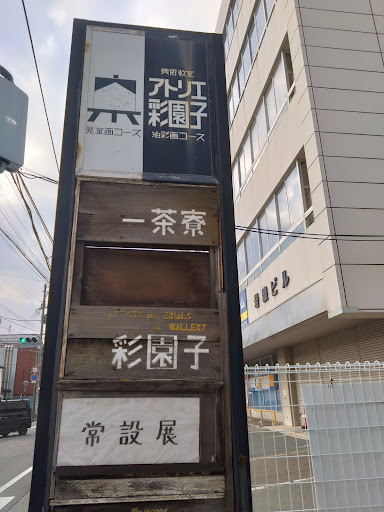 美術教室
アトリエ
彩園子
児童画コース
油彩画コース
一茶寮
GALLERY
彩園子
常設展
ビル